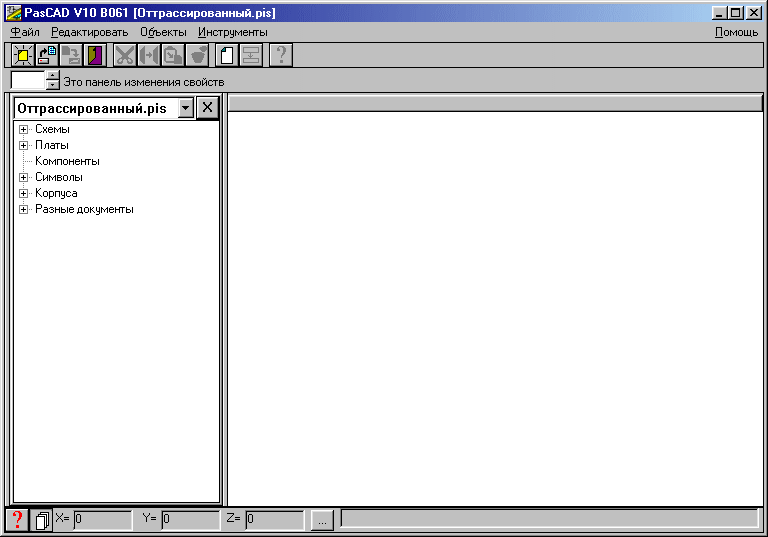 PasCAD V10 B061 [Оттрассированный.pis]
Файл Редактировать Объекты Инструменты Помощь
Это панель изменения свойств
Оттрассированный.pis
Схемы
Платы
Компоненты
Символы
Корпуса
Разные документы
X= 0 Y= 0 Z= 0 ...